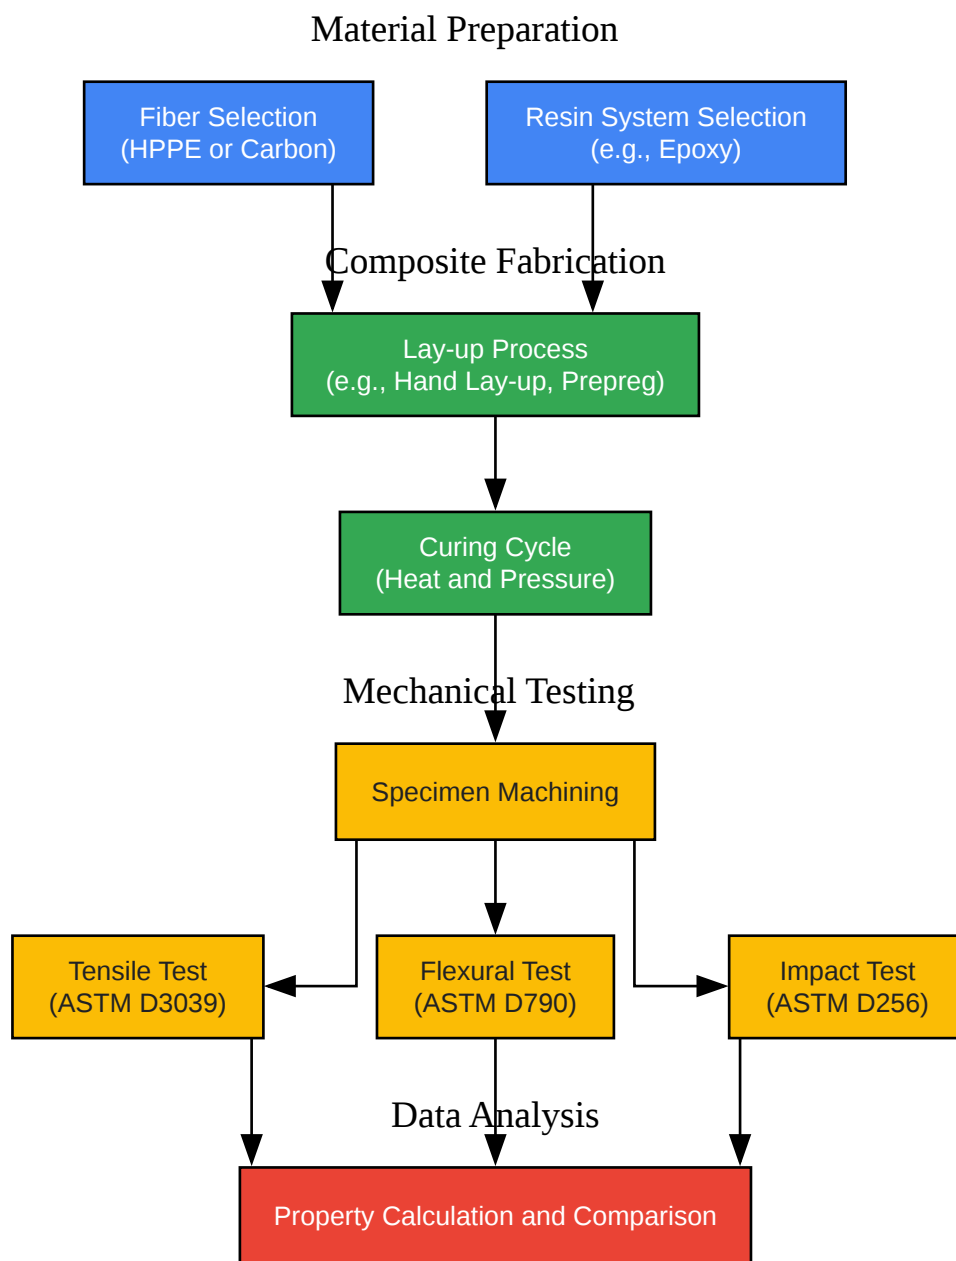 Material Preparation
Fiber Selection
(HPPE or Carbon)
Resin System Selection
(e.g., Epoxy)
Composite Fabrication
Lay-up Process
(e.g., Hand Lay-up, Prepreg)
Curing Cycle
(Heat and Pressure)
Mechanical Testing
Specimen Machining
Tensile Test
(ASTM D3039)
Flexural Test
(ASTM D790)
Impact Test
(ASTM D256)
Data Analysis
Property Calculation and Comparison